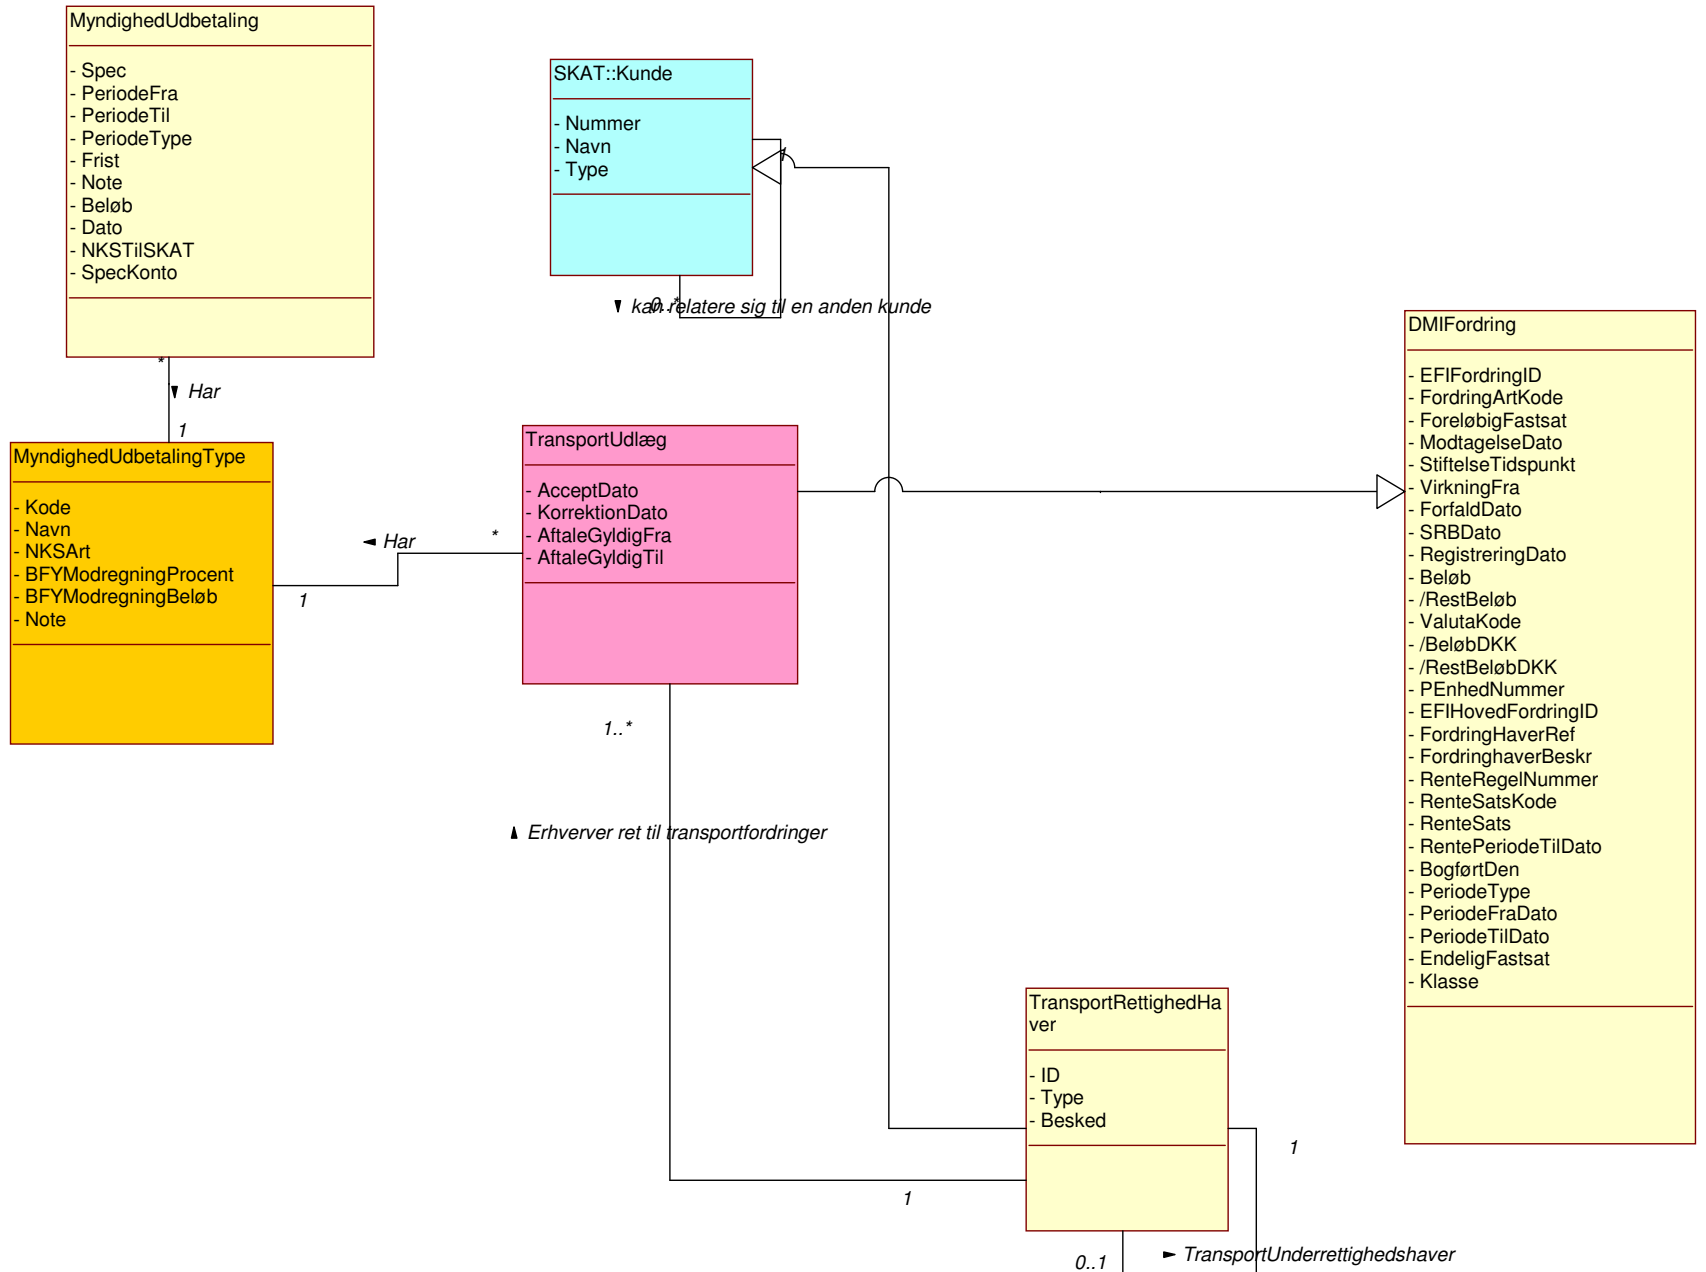 MyndighedUdbetaling
- Spec
- PeriodeFra
- PeriodeTil
- PeriodeType
- Frist
- Note
- Beløb
- Dato
- NKSTilSKAT
- SpecKonto
*
Har
1
SKAT::Kunde
- Nummer
- Navn
- Type
1
0..*
kan relatere sig til en anden kunde
MyndighedUdbetalingType
- Kode
- Navn
- NKSArt
- BFYModregningProcent
- BFYModregningBeløb
- Note
Har
*
1
TransportUdlæg
- AcceptDato
- KorrektionDato
- AftaleGyldigFra
- AftaleGyldigTil
1..*
Erhverver ret til transportfordringer
1
DMIFordring
- EFIFordringID
- FordringArtKode
- ForeløbigFastsat
- ModtagelseDato
- StiftelseTidspunkt
- VirkningFra
- ForfaldDato
- SRBDato
- RegistreringDato
- Beløb
- /RestBeløb
- ValutaKode
- /BeløbDKK
- /RestBeløbDKK
- PEnhedNummer
- EFIHovedFordringID
- FordringHaverRef
- FordringhaverBeskr
- RenteRegelNummer
- RenteSatsKode
- RenteSats
- RentePeriodeTilDato
- BogførtDen
- PeriodeType
- PeriodeFraDato
- PeriodeTilDato
- EndeligFastsat
- Klasse
TransportRettighedHa
ver
- ID
- Type
- Besked
1
0..1
TransportUnderrettighedshaver